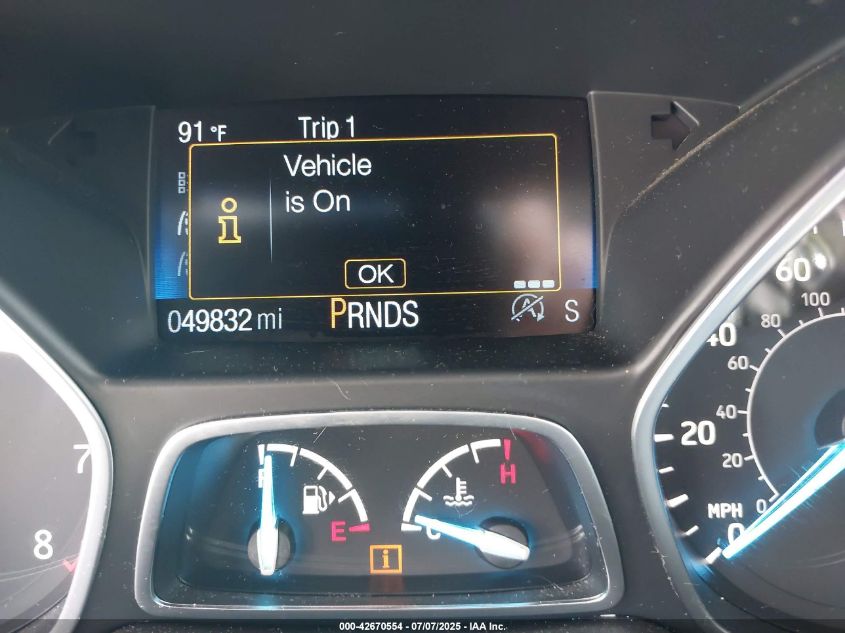 91 °F Trip 1
Vehicle
is On
i
OK
049832 mi PRNDS A S
60
100
40 80
60
20 40
20
MPH 0
0
7
8
F E
C H
i
000-42670554 - 07/07/2025 - IAA Inc.